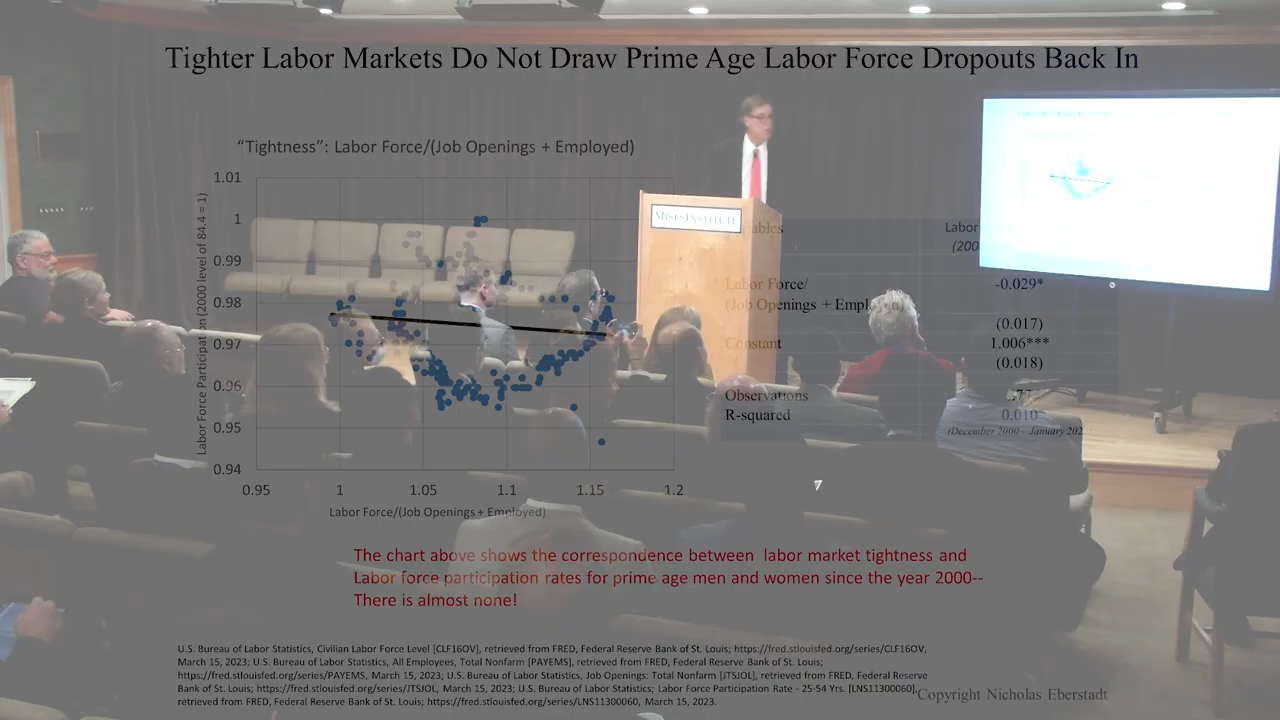 Tighter Labor Markets Do Not Draw Prime Age Labor Force Dropouts Back In
“Tightness”: Labor Force/(Job Openings + Employed)
Labor Force Participation (2000 level of 84.4 = 1)
1.01
1
0.99
0.98
0.97
0.96
0.95
0.94
0.95
1
1.05
1.1
1.15
1.2
Labor Force/(Job Openings + Employed)
MISES INSTITUTE
Labor
(200
Labor Force/
-0.029*
(Job Openings + Employed)
(0.017)
Constant
1.006***
(0.018)
Observations
R-squared
0.010
(December 2000 – January 202
The chart above shows the correspondence between labor market tightness and
Labor force participation rates for prime age men and women since the year 2000--
There is almost none!
U.S. Bureau of Labor Statistics, Civilian Labor Force Level [CLF16OV], retrieved from FRED, Federal Reserve Bank of St. Louis; https://fred.stlouisfed.org/series/CLF16OV,
March 15, 2023; U.S. Bureau of Labor Statistics, All Employees, Total Nonfarm [PAYEMS], retrieved from FRED, Federal Reserve Bank of St. Louis;
https://fred.stlouisfed.org/series/PAYEMS, March 15, 2023; U.S. Bureau of Labor Statistics, Job Openings: Total Nonfarm [JTSJOL], retrieved from FRED, Federal Reserve
Bank of St. Louis; https://fred.stlouisfed.org/series/JTSJOL, March 15, 2023; U.S. Bureau of Labor Statistics; Labor Force Participation Rate - 25-54 Yrs. [LNS11300060],
retrieved from FRED, Federal Reserve Bank of St. Louis; https://fred.stlouisfed.org/series/LNS11300060, March 15, 2023.
Copyright Nicholas Eberstadt